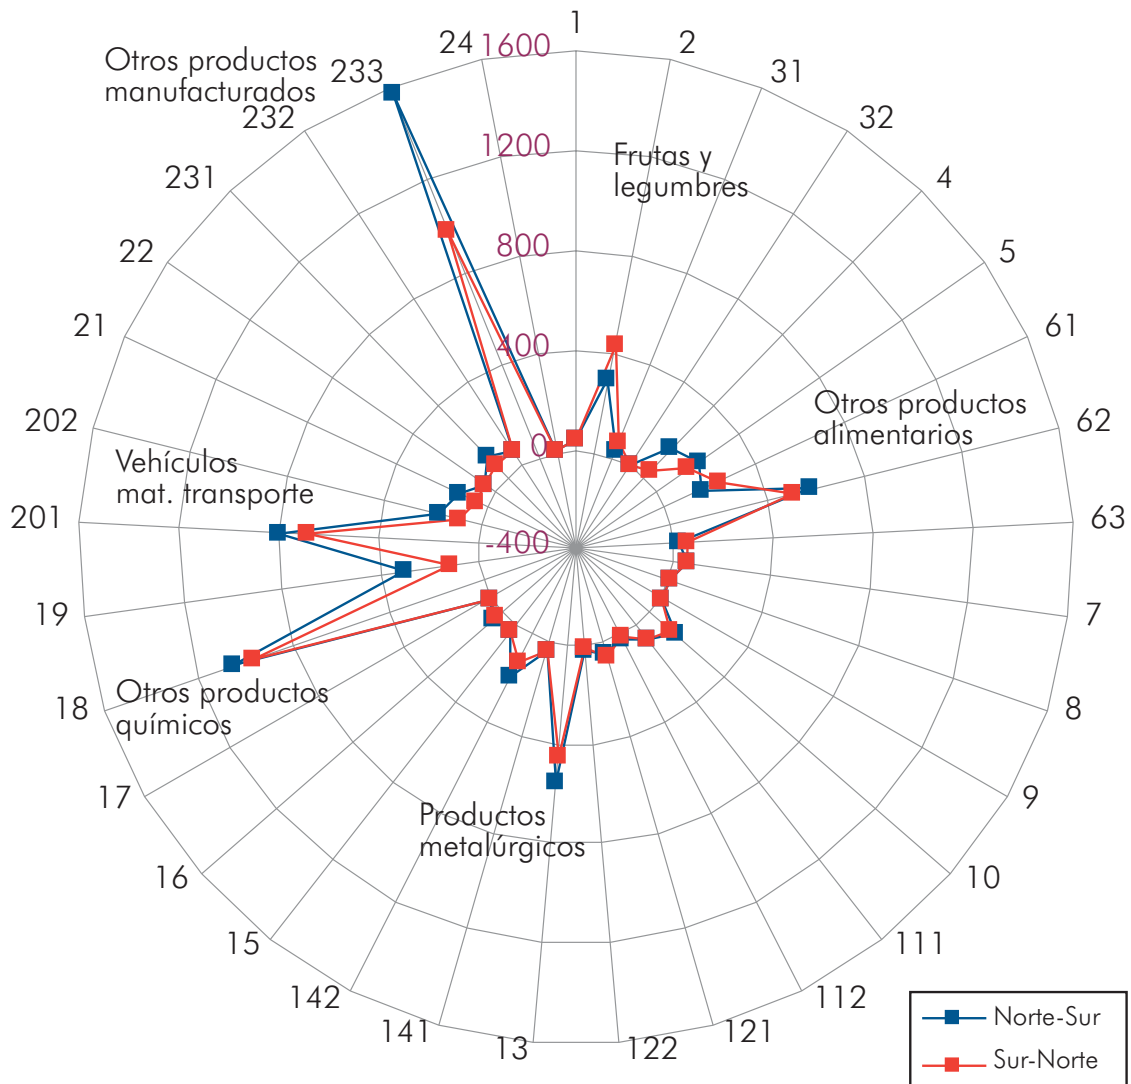 1
2
31
32
4
5
61
62
63
7
8
9
10
111
112
121
122
13
141
142
15
16
17
18
19
201
202
21
22
231
232
233
24
1600
1200
800
400
0
-400
Otros productos
manufacturados
Frutas y
legumbres
Otros productos
alimentarios
Vehículos
mat. transporte
Otros productos
químicos
Productos
metalúrgicos
Norte-Sur
Sur-Norte